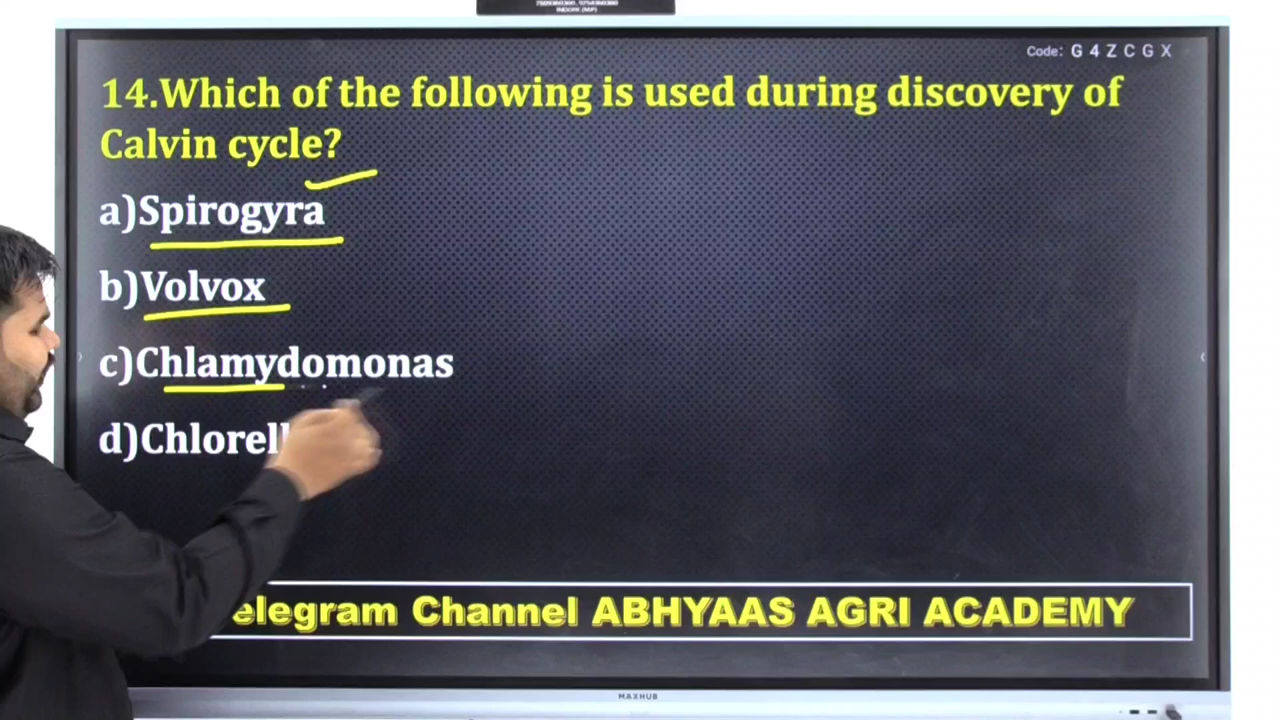 Code: G 4 Z C G X
14.Which of the following is used during discovery of
Calvin cycle?
a)Spirogyra
b)Volvox
c)Chlamydomonas
d)Chlorell
elegram Channel ABHYAAS AGRI ACADEMY
MAXHUB